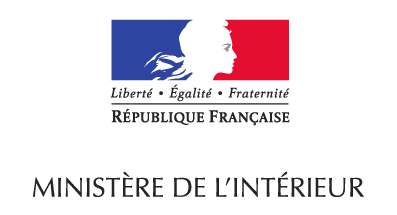 Liberté • Égalité • Fraternité
RÉPUBLIQUE FRANÇAISE
MINISTÈRE DE L'INTÉRIEUR